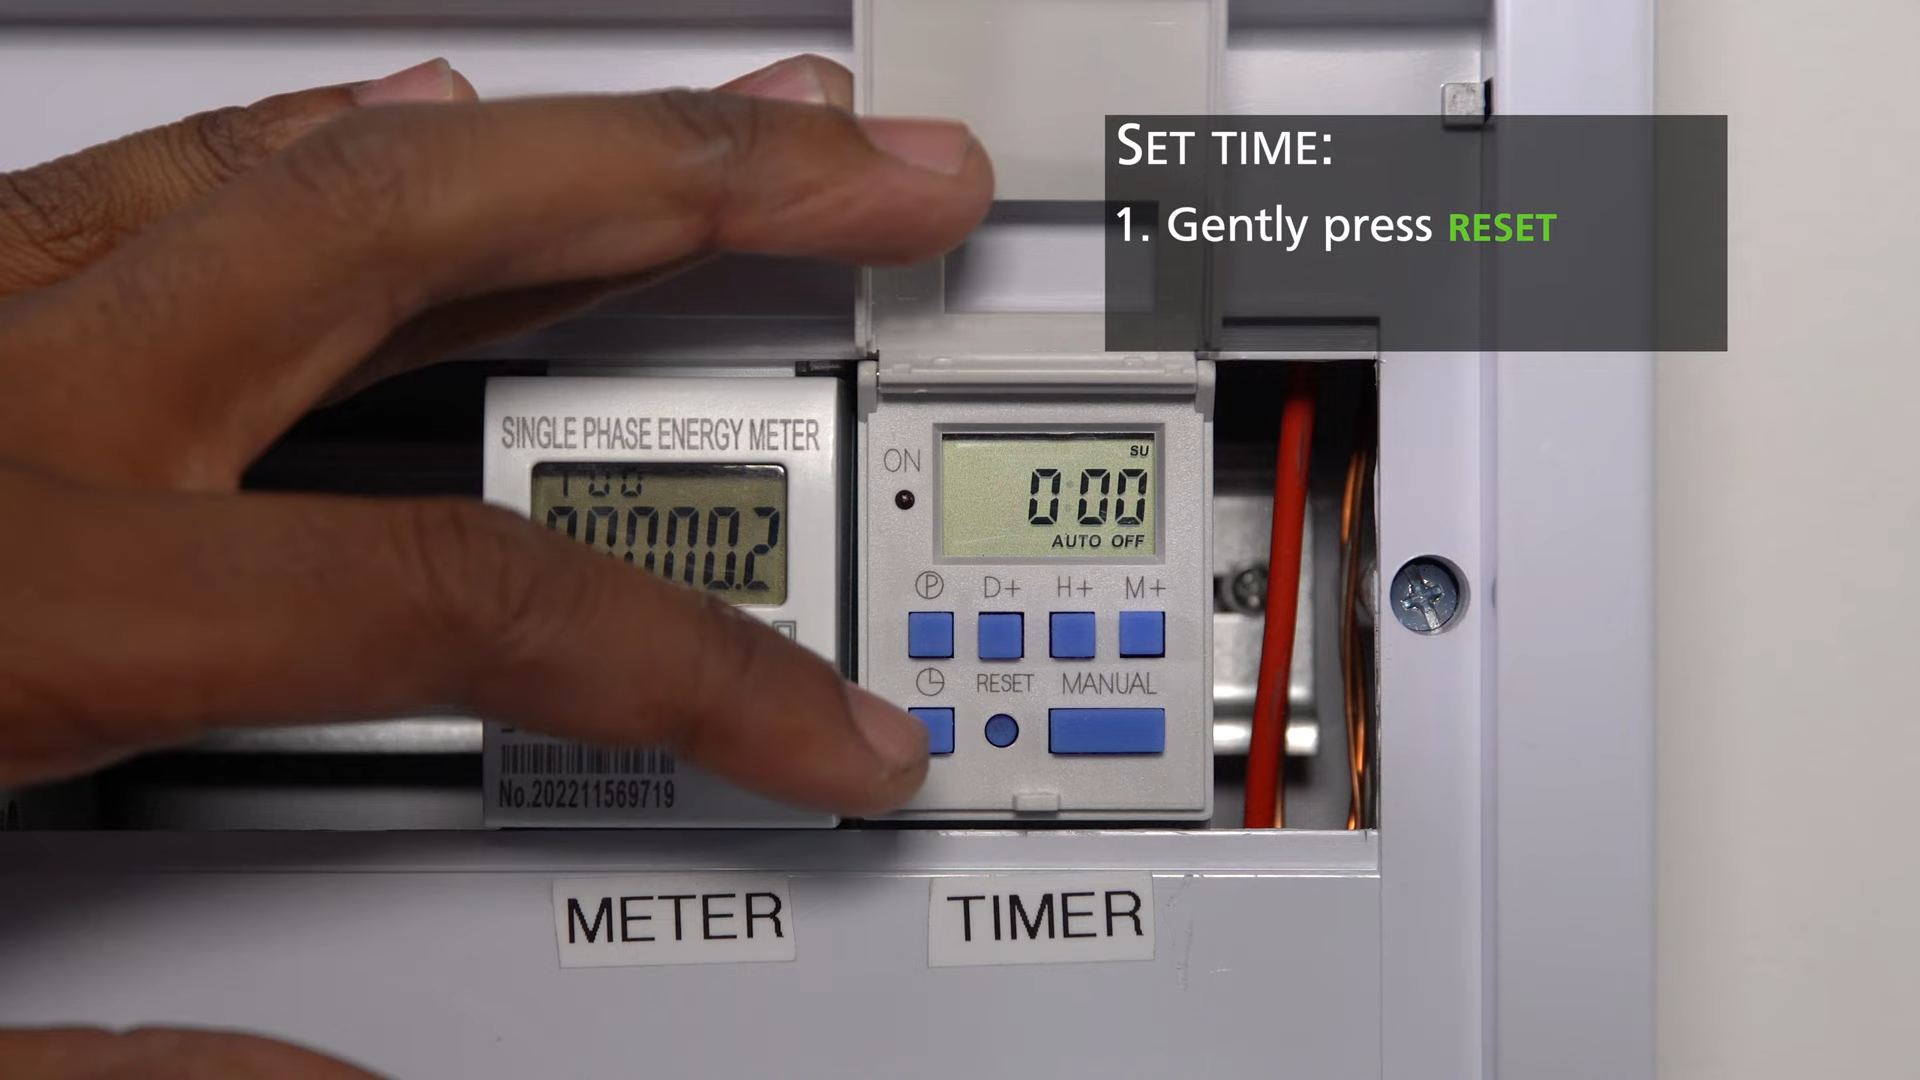 SET TIME:
1. Gently press RESET
SINGLE PHASE ENERGY METER
00000.2
No.202211569719
ON
SU
0:00
AUTO OFF
P D+ H+ M+
RESET MANUAL
METER
TIMER